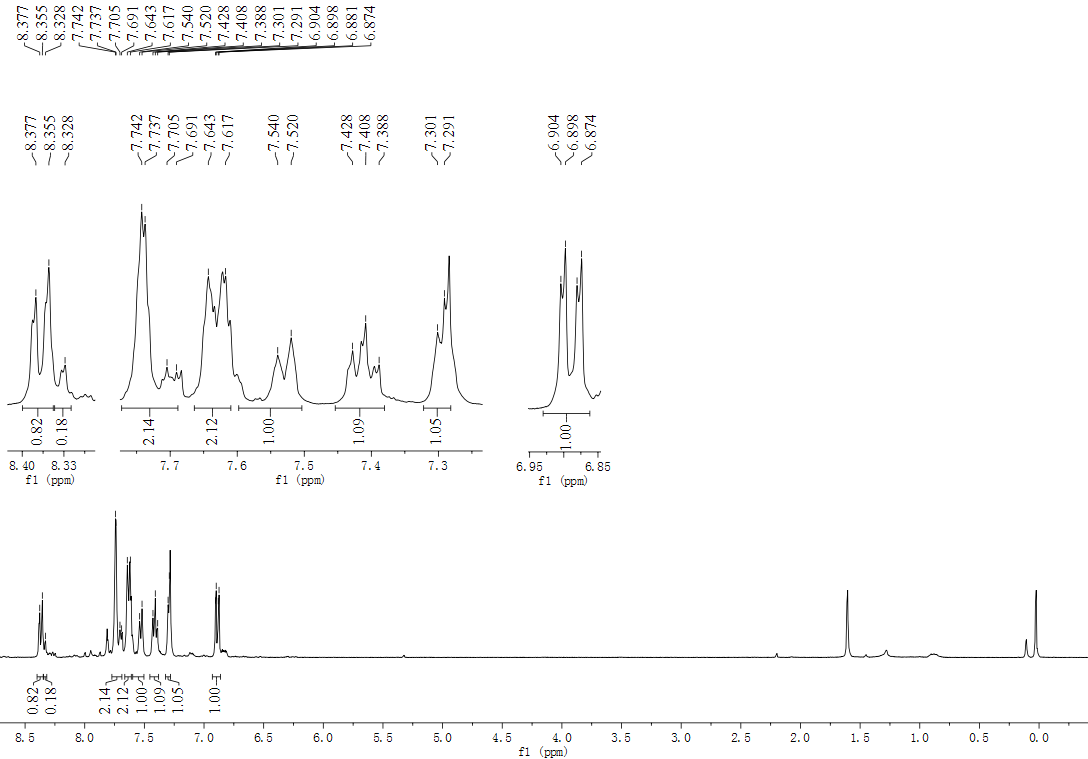 8.377 8.355 8.328 7.742 7.737 7.705 7.691 7.643 7.617 7.540 7.520 7.428 7.408 7.388 7.301 7.291 6.904 6.898 6.881 6.874
8.377 8.355 8.328 7.742 7.737 7.705 7.691 7.643 7.617 7.540 7.520 7.428 7.408 7.388 7.301 7.291 6.904 6.898 6.874
0.82 0.18 2.14 2.12 1.00 1.09 1.05 1.00
8.40 8.33 7.7 7.6 7.5 7.4 7.3 6.95 6.85
f1 (ppm) f1 (ppm) f1 (ppm)
0.82 0.18 2.14 2.12 1.00 1.09 1.05 1.00
8.5 8.0 7.5 7.0 6.5 6.0 5.5 5.0 4.5 4.0 3.5 3.0 2.5 2.0 1.5 1.0 0.5 0.0
f1 (ppm)